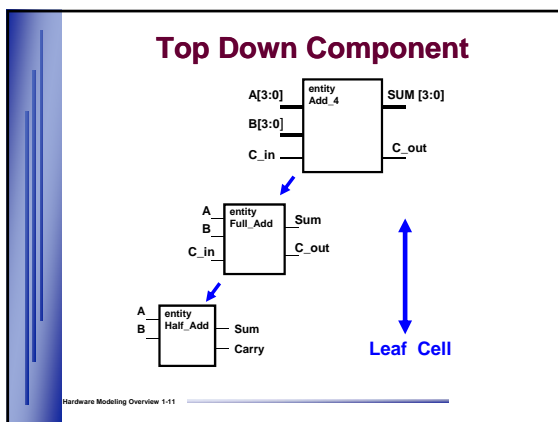 Top Down Component
A[3:0]
entity
Add_4
SUM [3:0]
B[3:0]
C_in
C_out
A
entity
Full_Add
Sum
B
C_in
C_out
A
entity
Half_Add
B
Sum
Carry
Leaf Cell
Hardware Modeling Overview 1-11